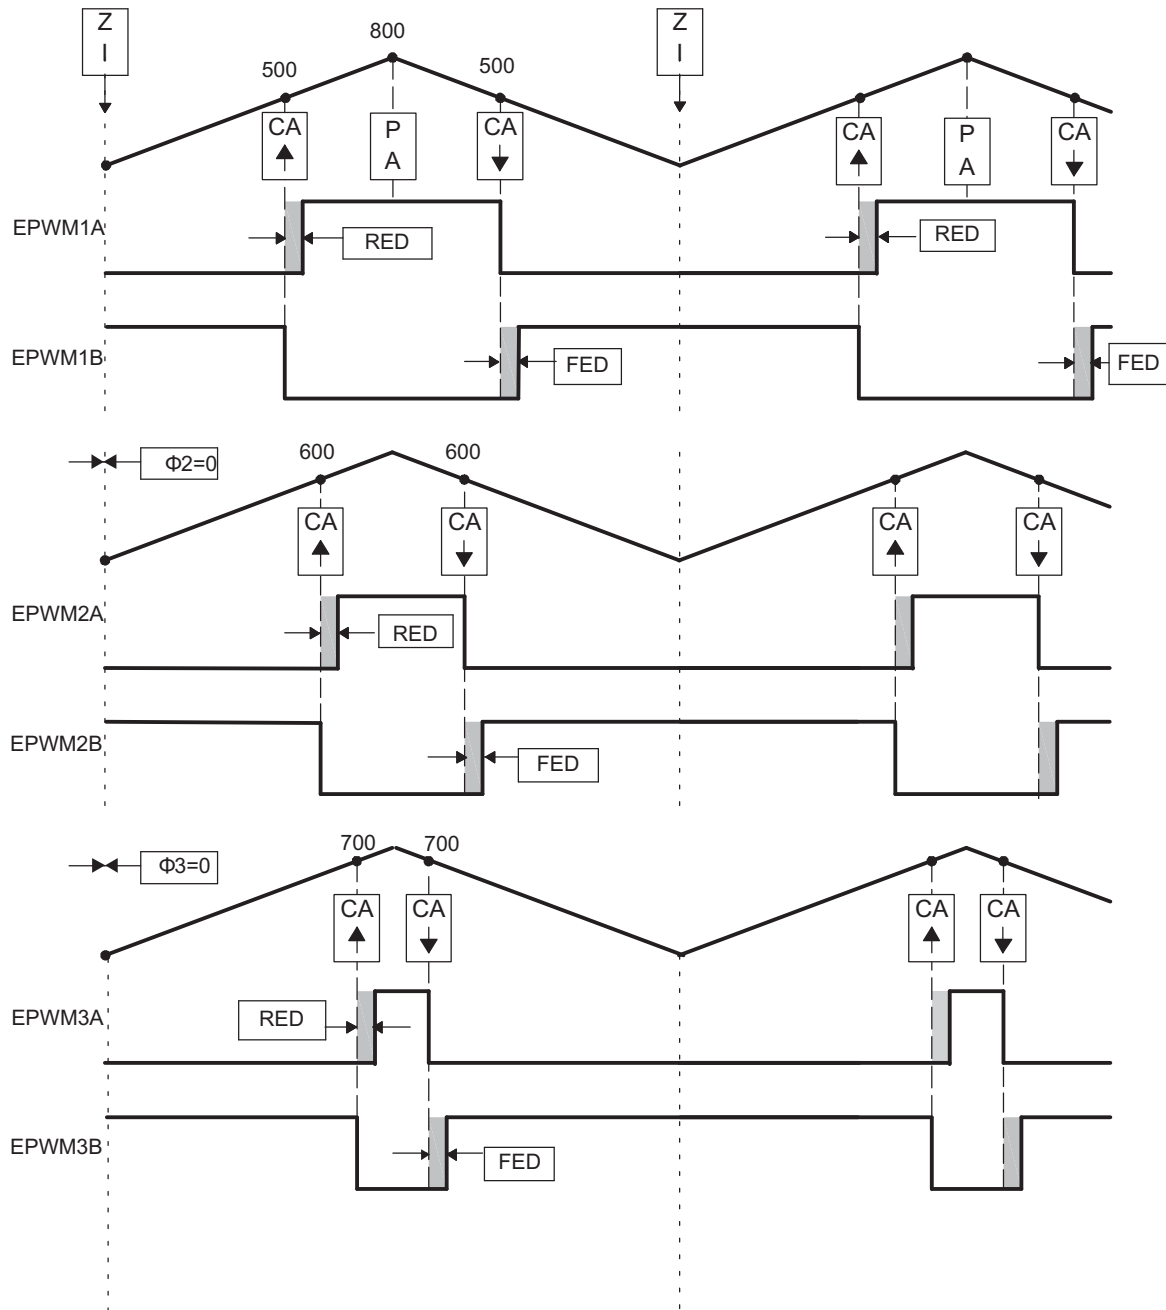 Z
I
Z
I
800
500
500
CA
P
A
CA
CA
P
A
CA
EPWM1A
RED
RED
EPWM1B
FED
FED
Φ2=0
600
600
CA
CA
CA
CA
EPWM2A
RED
EPWM2B
FED
Φ3=0
700
700
CA
CA
CA
CA
EPWM3A
RED
EPWM3B
FED